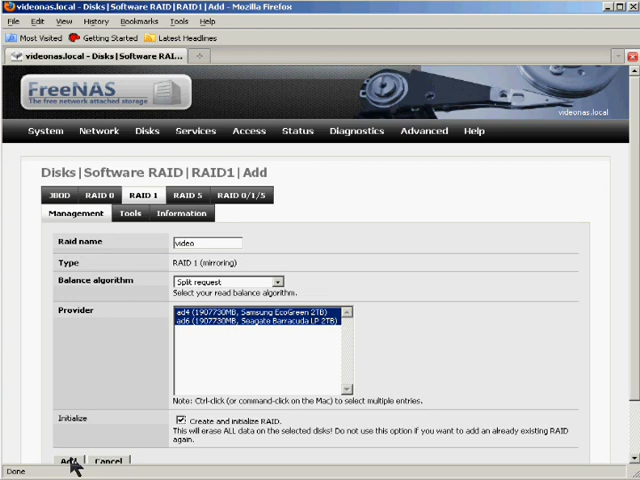 videonas.local - Disks|Software RAID|RAID1|Add - Mozilla Firefox
File Edit View History Bookmarks Tools Help
Most Visited Getting Started Latest Headlines
videonas.local - Disks|Software RAI...
FreeNAS
The free network attached storage
videonas.local
System Network Disks Services Access Status Diagnostics Advanced Help
Disks|Software RAID|RAID1|Add
JBOD RAID 0 RAID 1 RAID 5 RAID 0/1/5
Management Tools Information
Raid name video
Type RAID 1 (mirroring)
Balance algorithm Split request
Select your read balance algorithm.
Provider ad4 (1907730MB, Samsung EcoGreen 2TB)
ad6 (1907730MB, Seagate Barracuda LP 2TB)
Note: Ctrl-click (or command-click on the Mac) to select multiple entries.
Initialize Create and initialize RAID.
This will erase ALL data on the selected disks! Do not use this option if you want to add an already existing RAID
again.
Add Cancel
Done